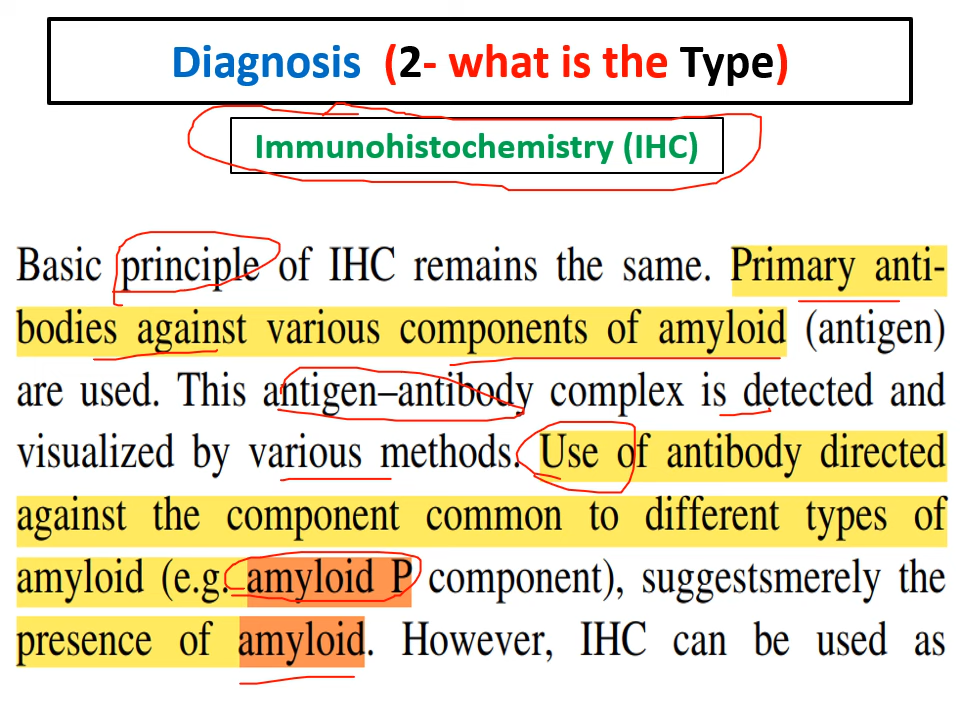 Diagnosis (2- what is the Type)
Immunohistochemistry (IHC)
Basic principle of IHC remains the same. Primary anti-
bodies against various components of amyloid (antigen)
are used. This antigen–antibody complex is detected and
visualized by various methods. Use of antibody directed
against the component common to different types of
amyloid (e.g. amyloid P component), suggestsmerely the
presence of amyloid. However, IHC can be used as